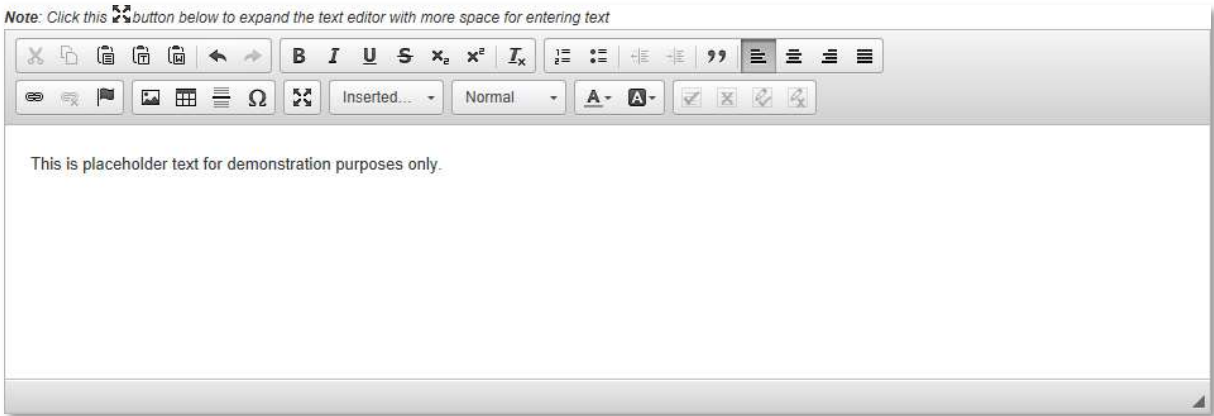 Note: Click this button below to expand the text editor with more space for entering text
B I U S x₂ x² Tx
Inserted... Normal A A
This is placeholder text for demonstration purposes only.